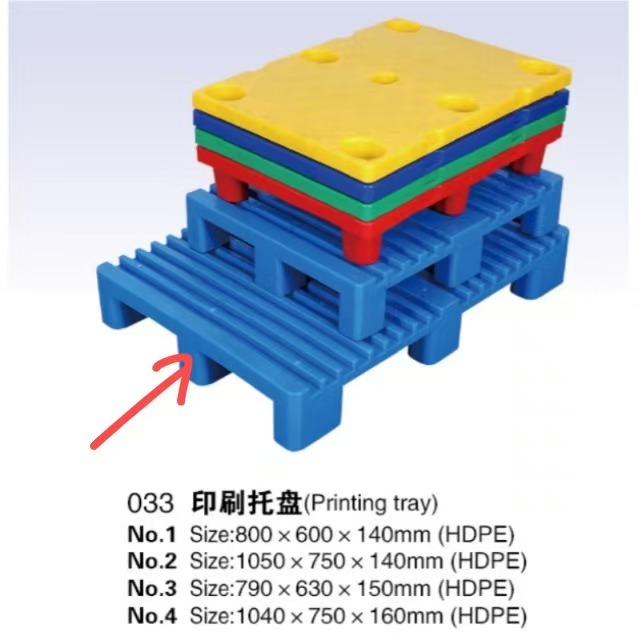 033 印刷托盘(Printing tray)
No.1 Size:800×600×140mm (HDPE)
No.2 Size:1050×750×140mm (HDPE)
No.3 Size:790×630×150mm (HDPE)
No.4 Size:1040×750×160mm (HDPE)